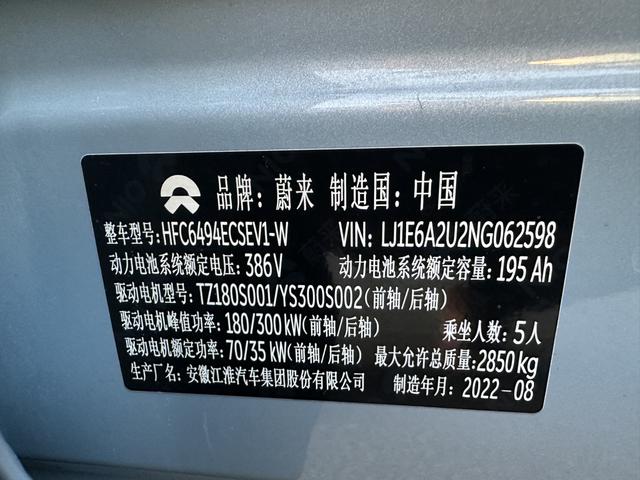 品牌: 蔚来 制造国: 中国
整车型号: HFC6494ECSEV1-W VIN: LJ1E6A2U2NG062598
动力电池系统额定电压: 386V 动力电池系统额定容量: 195 Ah
驱动电机型号: TZ180S001/YS300S002(前轴/后轴)
驱动电机峰值功率: 180/300 kW(前轴/后轴) 乘坐人数: 5人
驱动电机额定功率: 70/35 kW(前轴/后轴) 最大允许总质量: 2850 kg
生产厂名: 安徽江淮汽车集团股份有限公司 制造年月: 2022-08